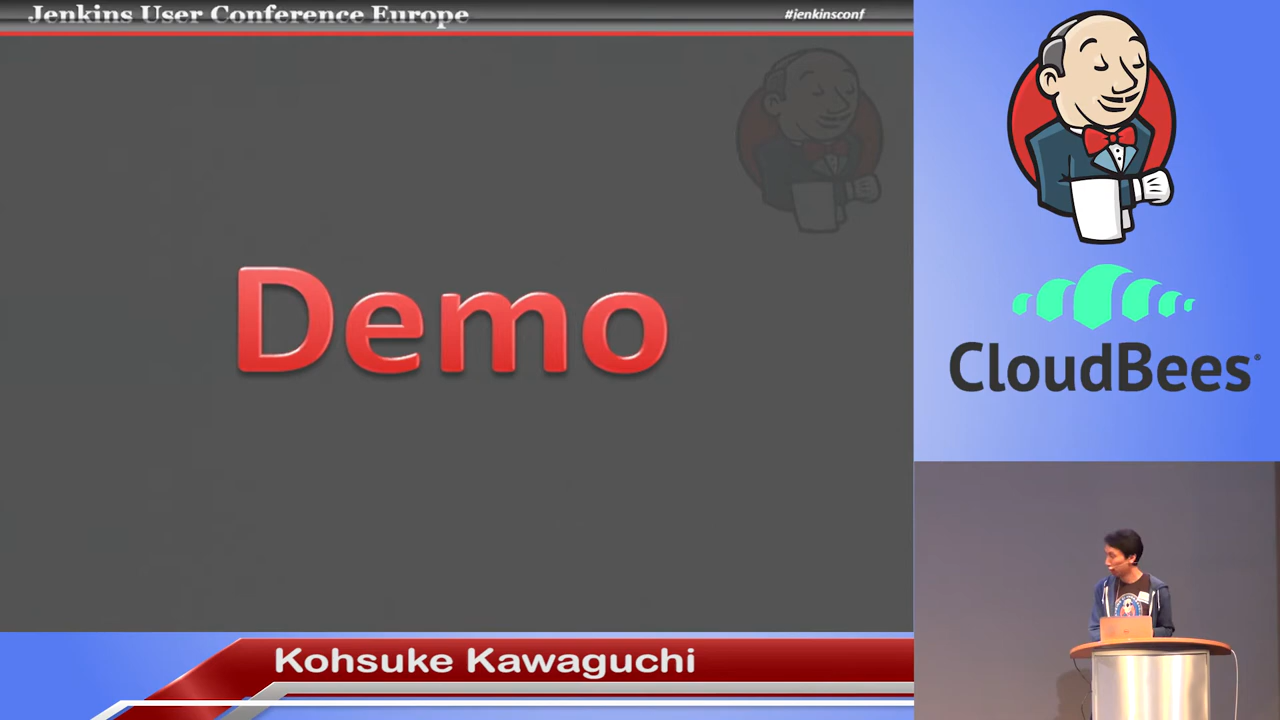 Jenkins User Conference Europe
#jenkinsconf
Demo
CloudBees®
Kohsuke Kawaguchi